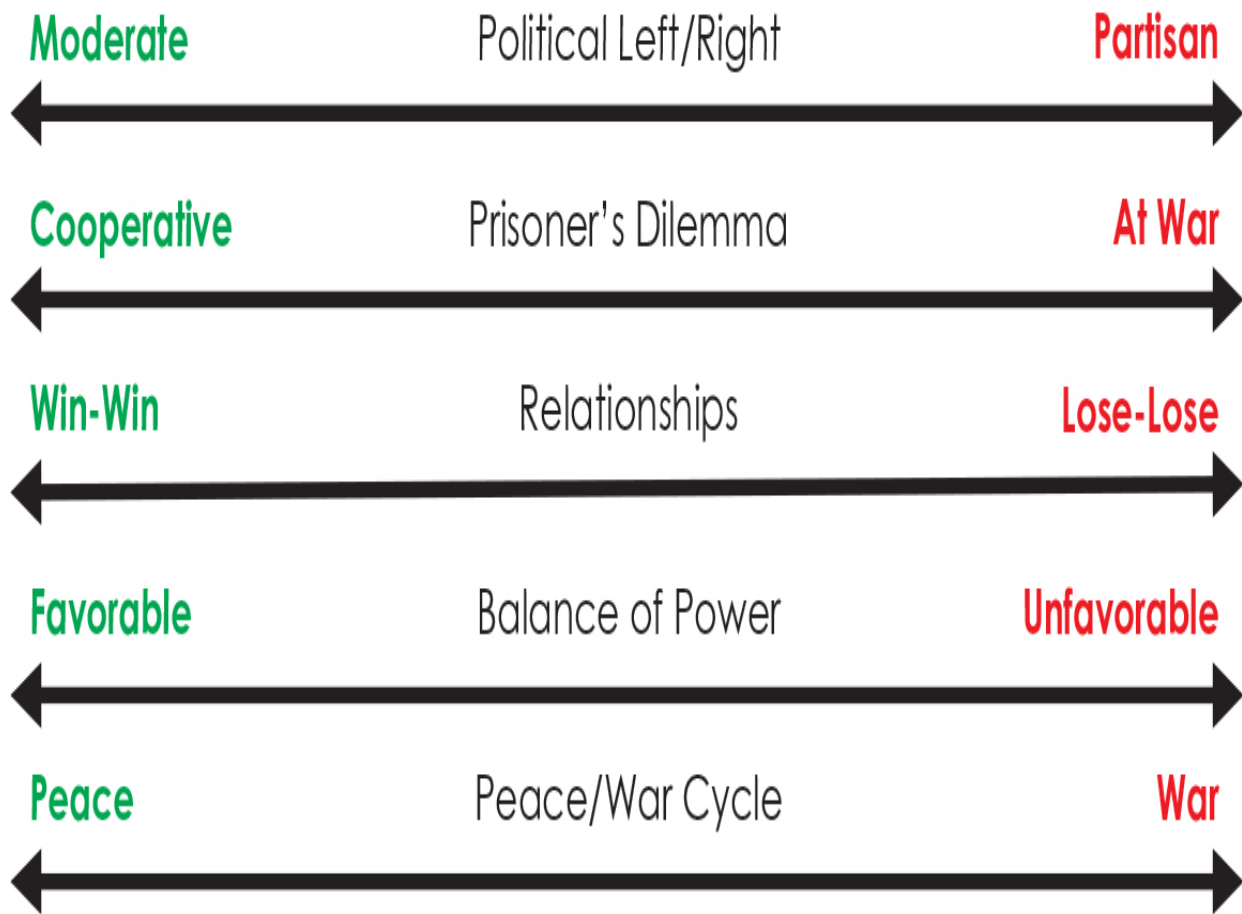 Moderate Political Left/Right Partisan
Cooperative Prisoner’s Dilemma At War
Win-Win Relationships Lose-Lose
Favorable Balance of Power Unfavorable
Peace Peace/War Cycle War